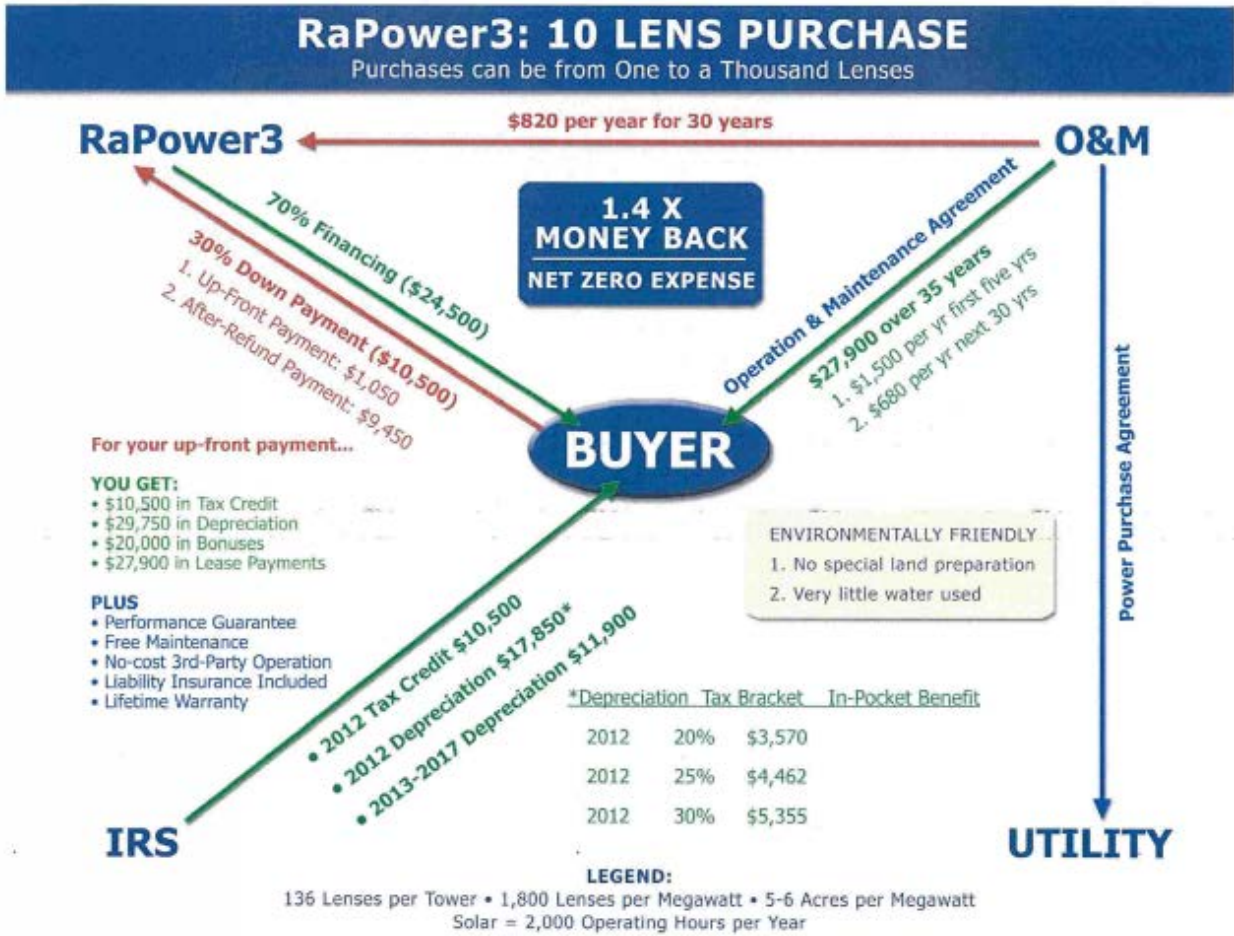 RaPower3: 10 LENS PURCHASE
Purchases can be from One to a Thousand Lenses
$820 per year for 30 years
RaPower3
O&M
1.4 X
MONEY BACK
NET ZERO EXPENSE
70% Financing ($24,500)
30% Down Payment ($10,500)
1. Up-Front Payment: $1,050
2. After-Refund Payment: $9,450
Operation & Maintenance Agreement
$27,900 over 35 years
1. $1,500 per yr first five yrs
2. $680 per yr next 30 yrs
Power Purchase Agreement
BUYER
For your up-front payment...
YOU GET:
• $10,500 in Tax Credit
• $29,750 in Depreciation
• $20,000 in Bonuses
• $27,900 in Lease Payments
PLUS
• Performance Guarantee
• Free Maintenance
• No-cost 3rd-Party Operation
• Liability Insurance Included
• Lifetime Warranty
ENVIRONMENTALLY FRIENDLY
1. No special land preparation
2. Very little water used
• 2012 Tax Credit $10,500
• 2012 Depreciation $17,850*
• 2013-2017 Depreciation $11,900
*Depreciation Tax Bracket In-Pocket Benefit
2012 20% $3,570
2012 25% $4,462
2012 30% $5,355
IRS
UTILITY
LEGEND:
136 Lenses per Tower • 1,800 Lenses per Megawatt • 5-6 Acres per Megawatt
Solar = 2,000 Operating Hours per Year